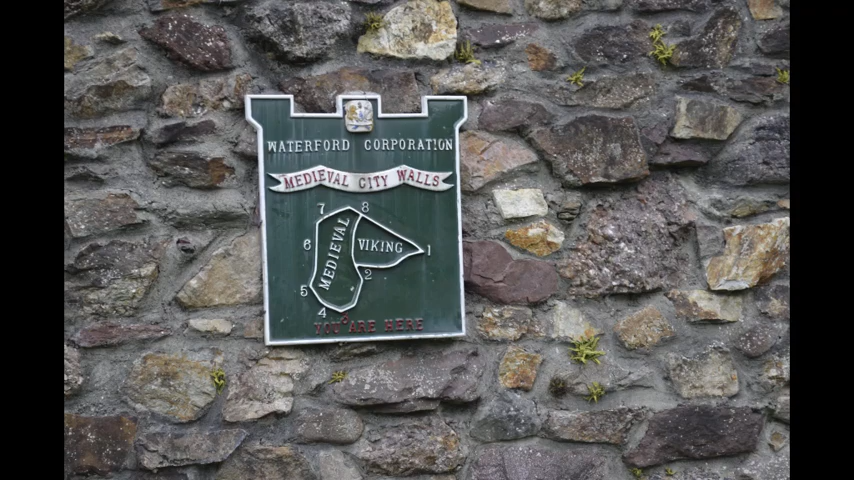 WATERFORD CORPORATION
MEDIEVAL CITY WALLS
7 8
6 MEDIEVAL VIKING 1
2
5
4
YOU ARE HERE